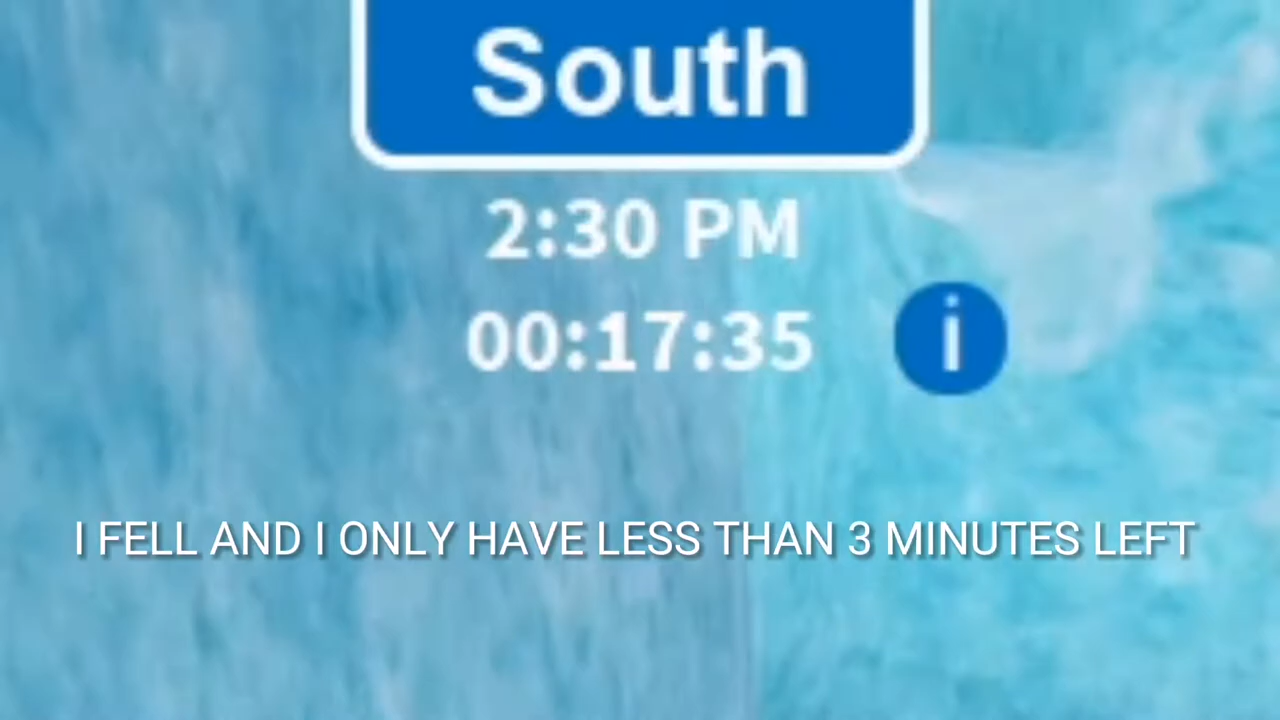 South
2:30 PM
00:17:35
i
I FELL AND I ONLY HAVE LESS THAN 3 MINUTES LEFT